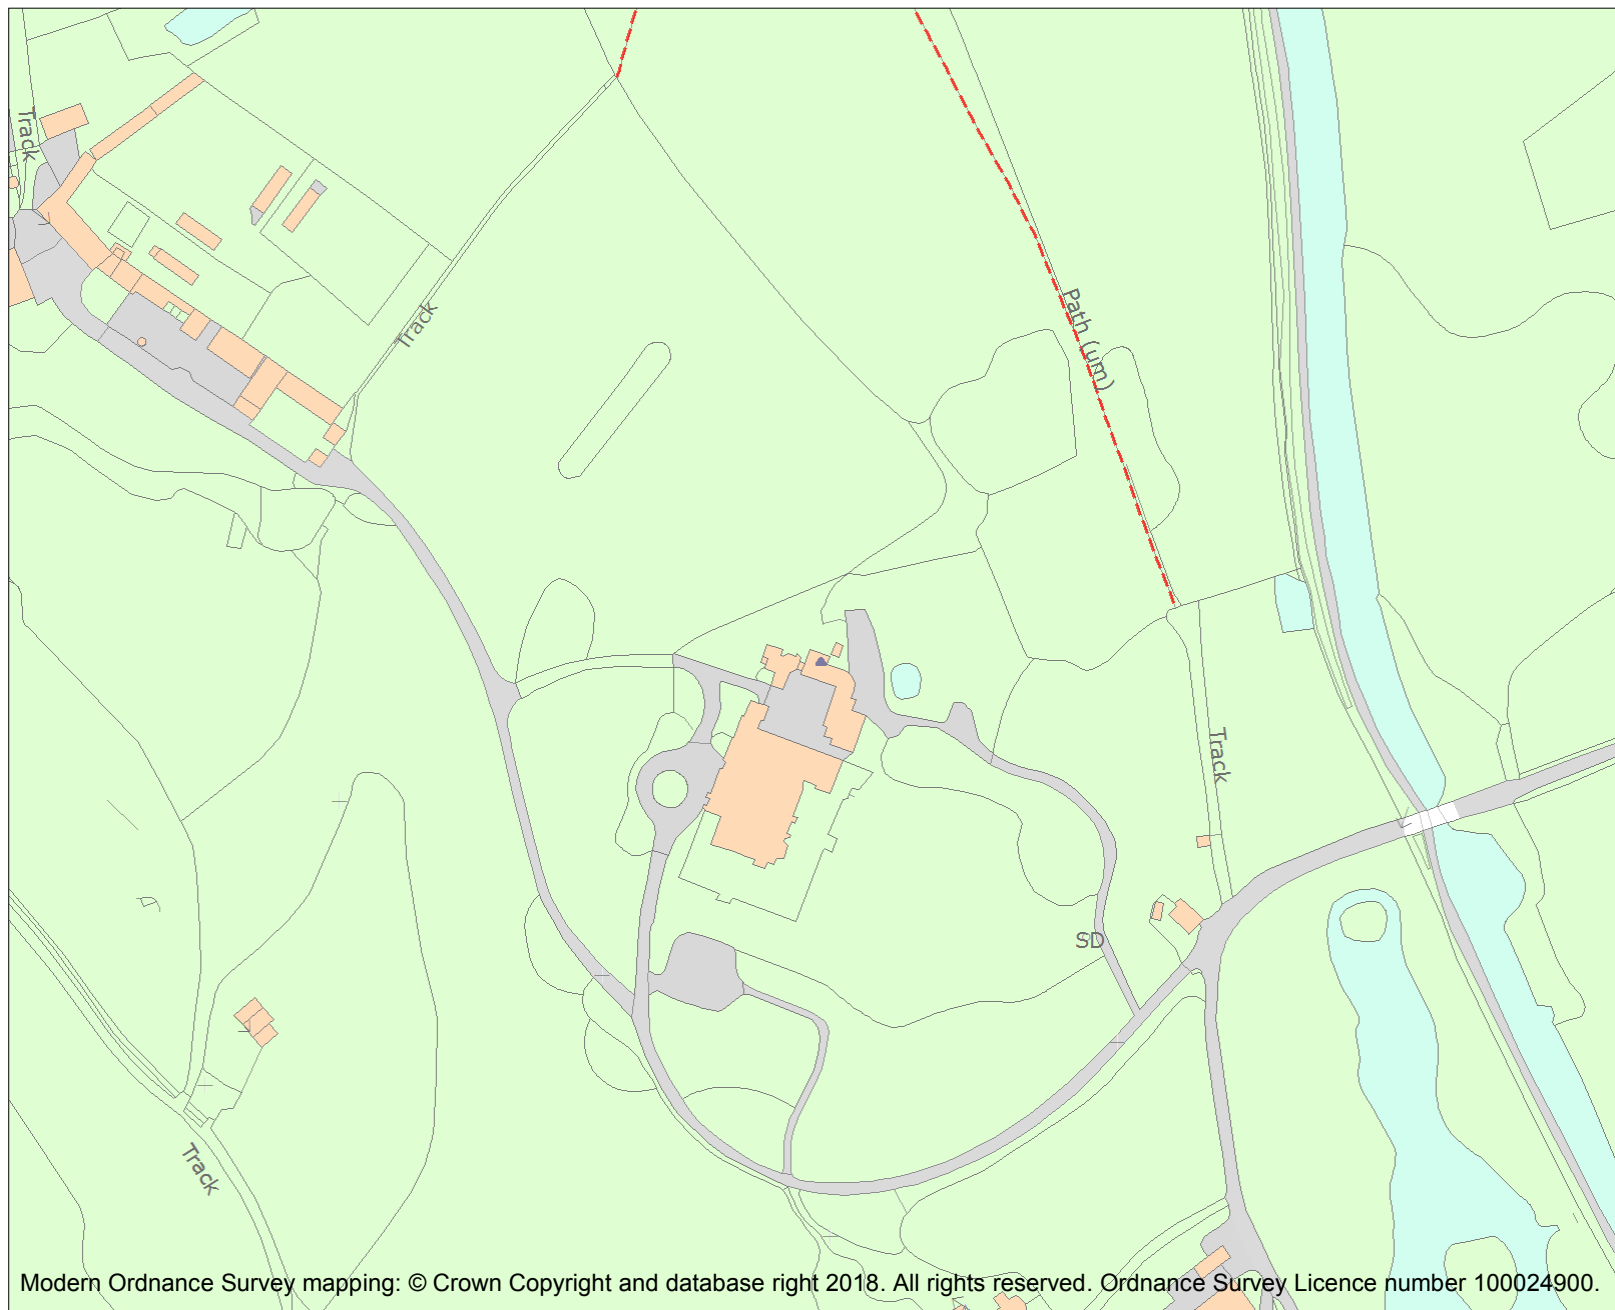 Track
Track
Path (um)
Track
SD
Track
Modern Ordnance Survey mapping: © Crown Copyright and database right 2018. All rights reserved. Ordnance Survey Licence number 100024900.